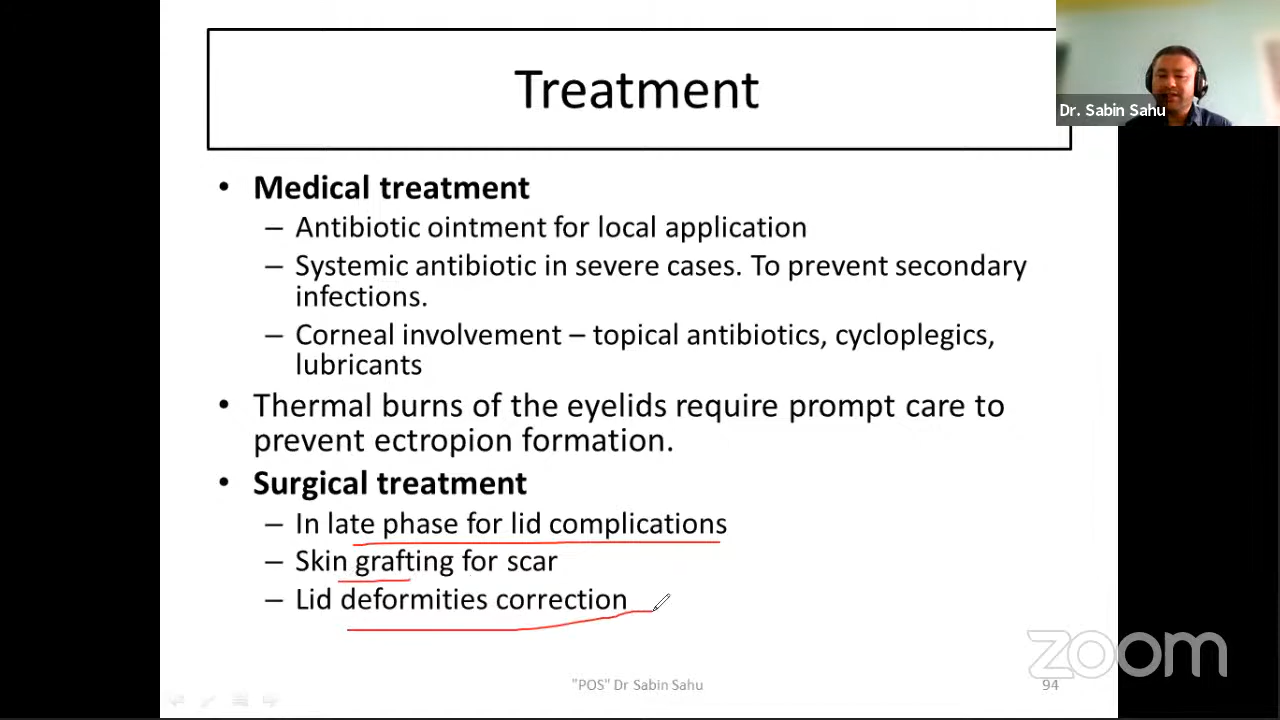 Treatment
Dr. Sabin Sahu
• Medical treatment
– Antibiotic ointment for local application
– Systemic antibiotic in severe cases. To prevent secondary
infections.
– Corneal involvement – topical antibiotics, cycloplegics,
lubricants
• Thermal burns of the eyelids require prompt care to
prevent ectropion formation.
• Surgical treatment
– In late phase for lid complications
– Skin grafting for scar
– Lid deformities correction
zoom
"POS" Dr Sabin Sahu
94